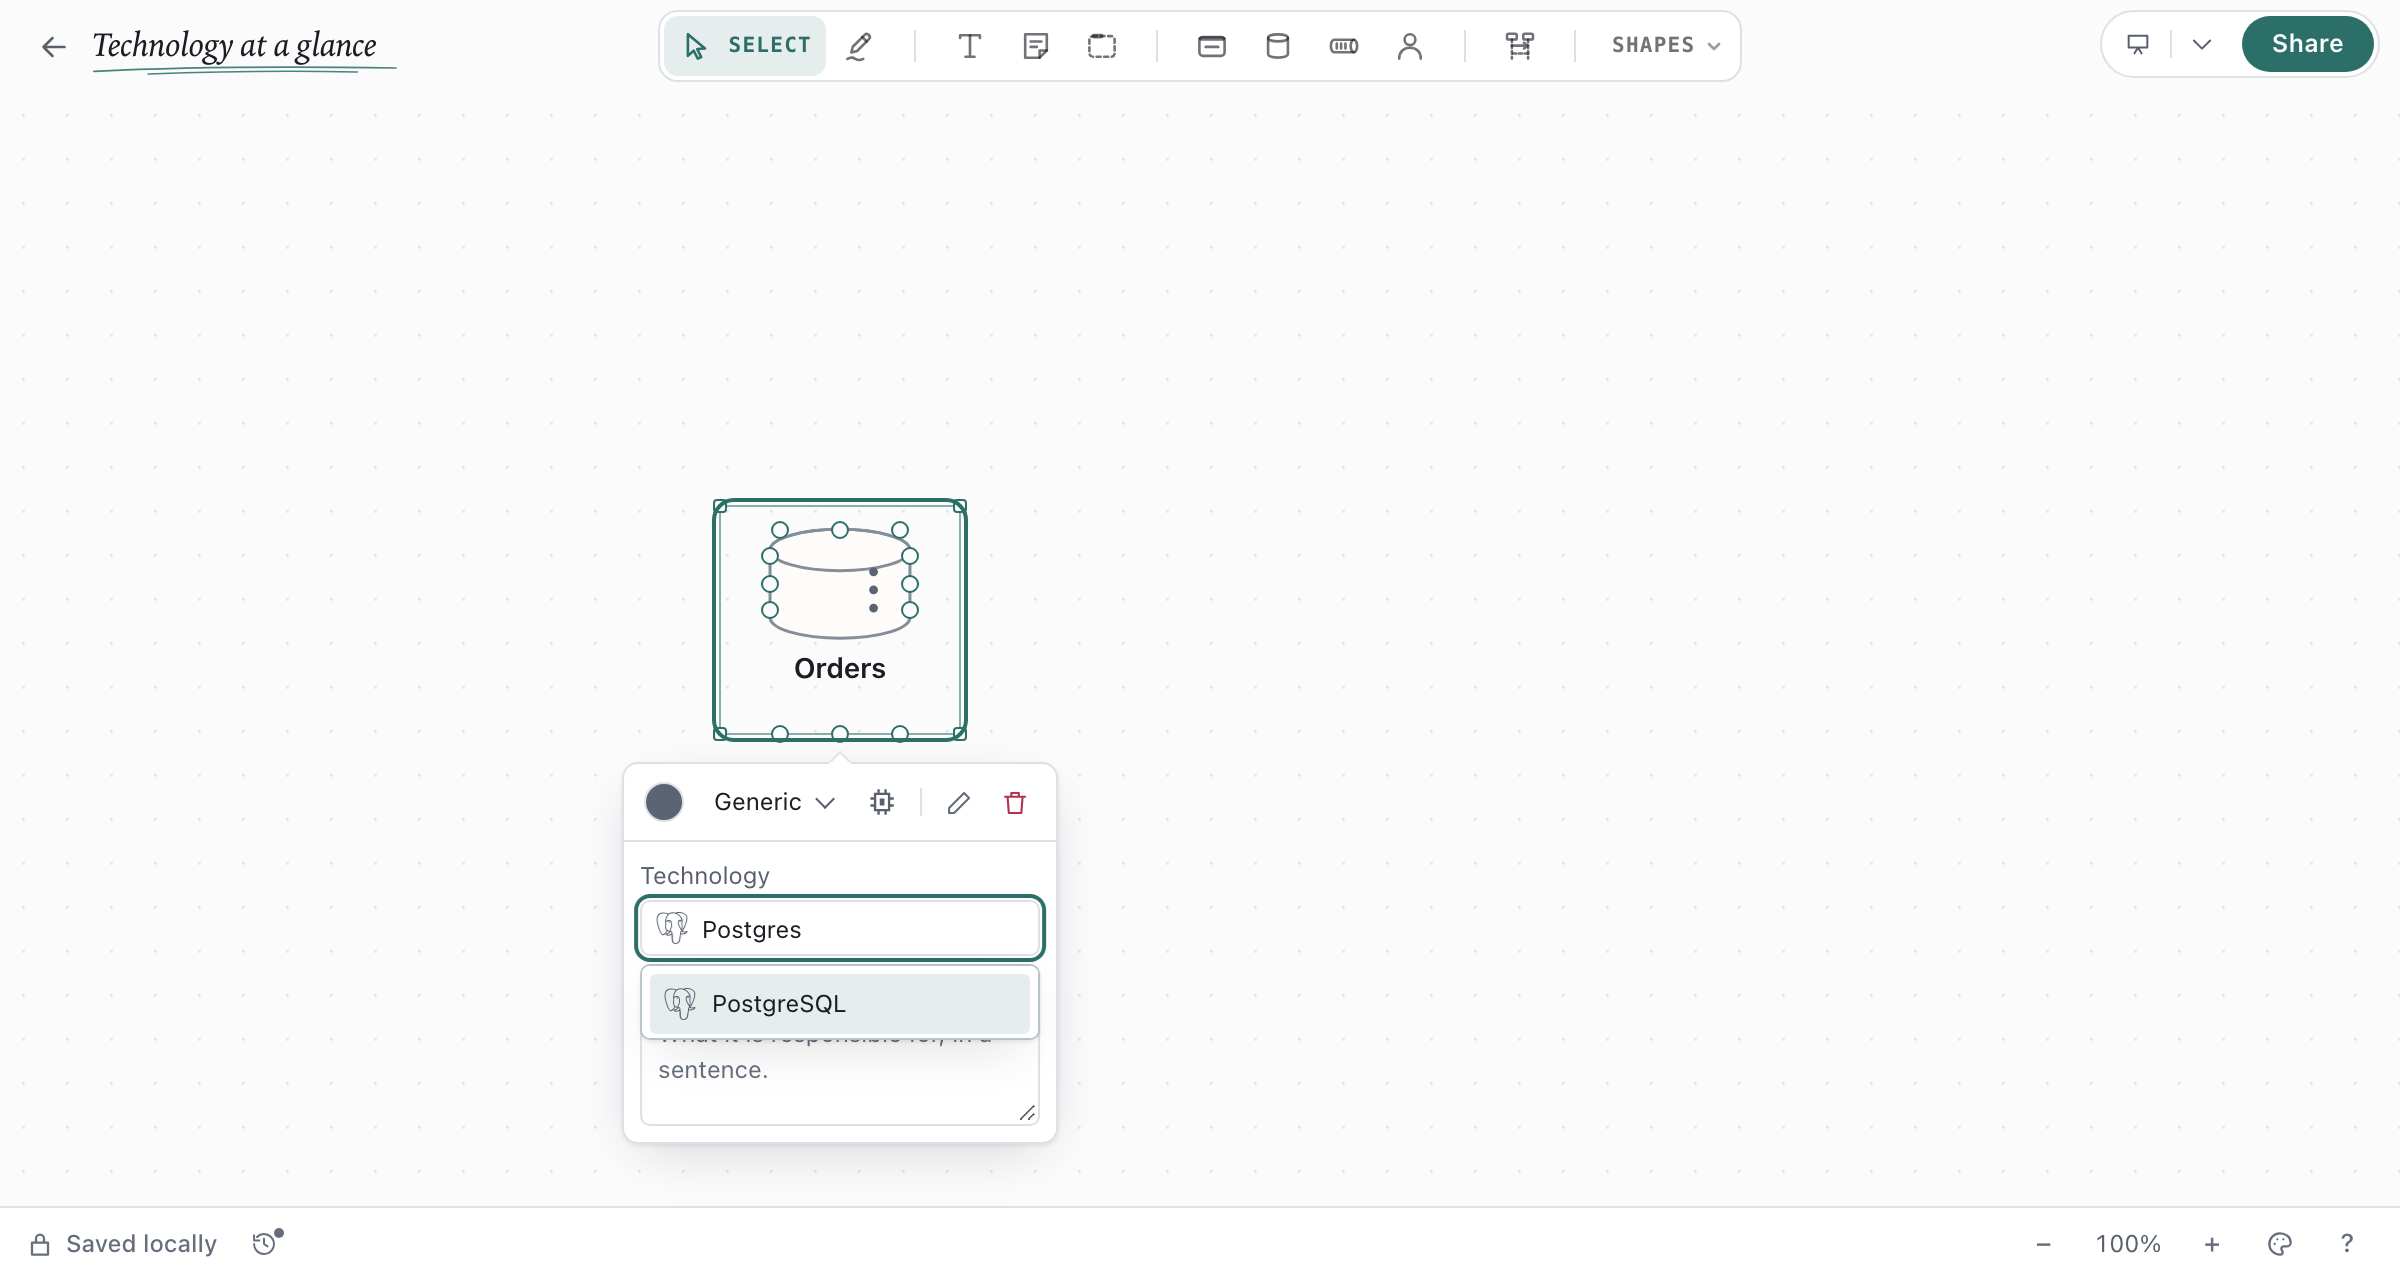 Technology at a glance
SELECT
SHAPES
Share
Orders
Generic
Technology
Postgres
PostgreSQL
sentence.
Saved locally
100%
?